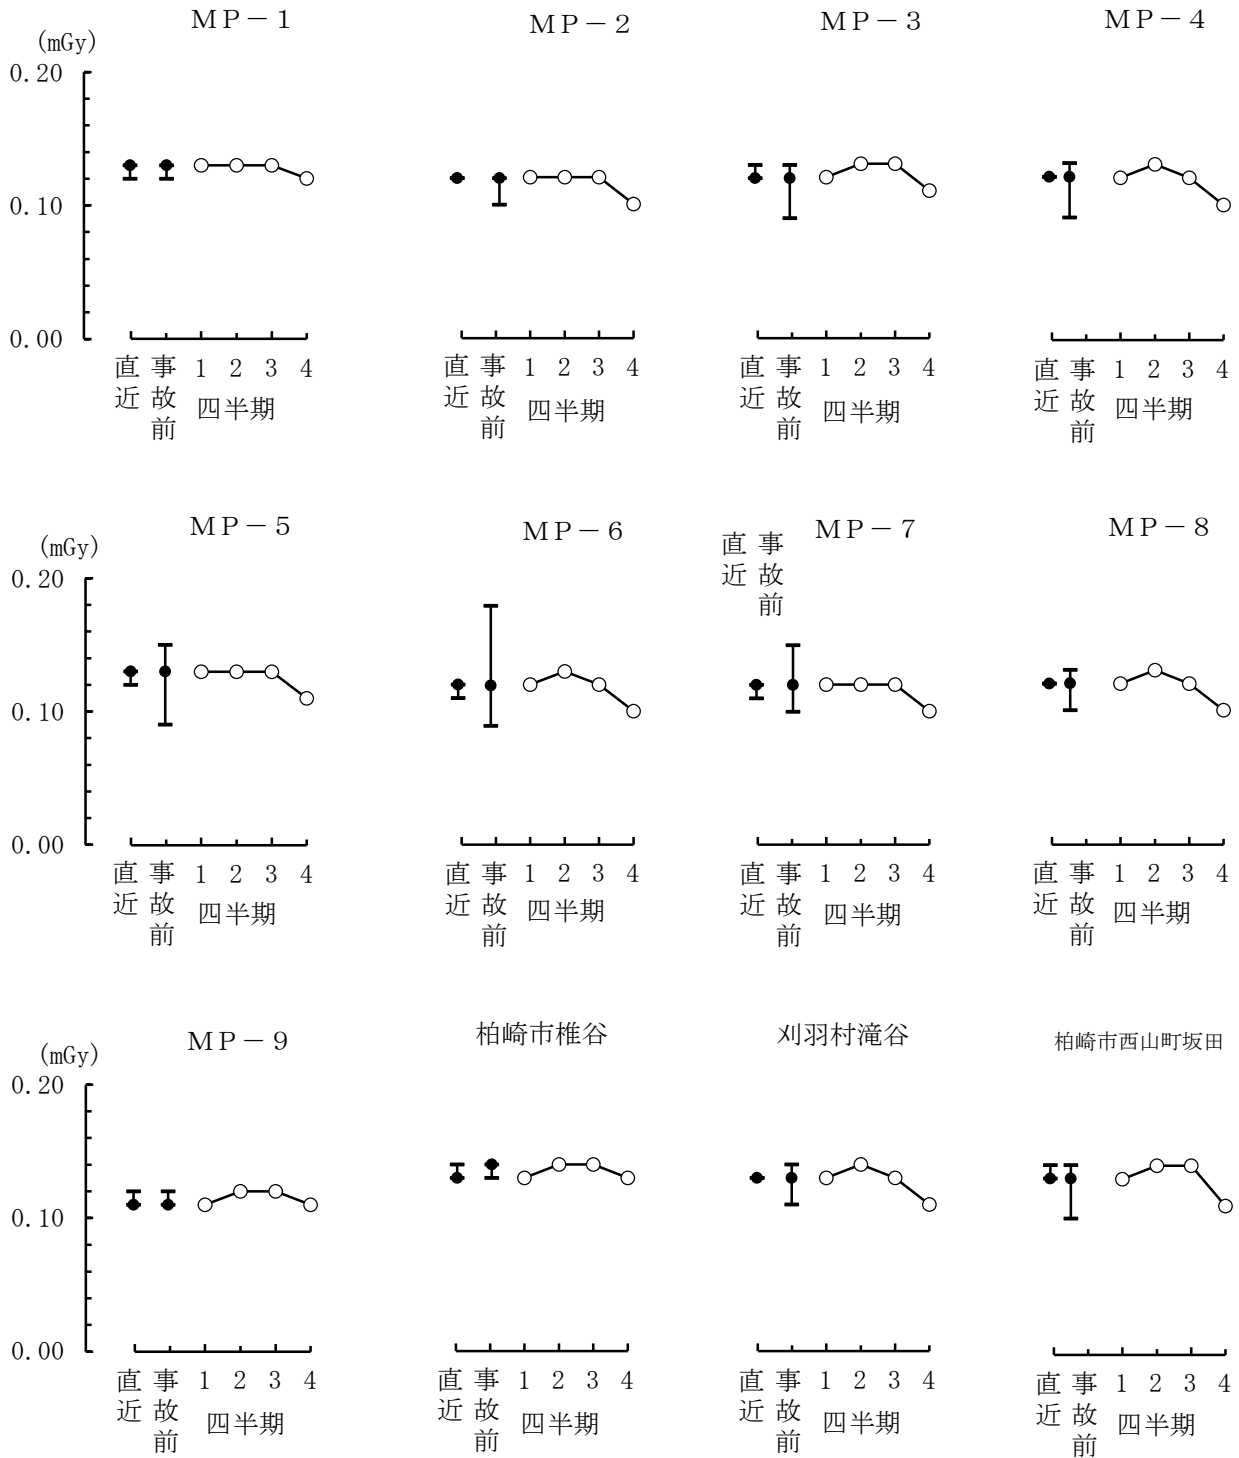 ＭＰ－１
ＭＰ－２
ＭＰ－３
ＭＰ－４
(mGy)
0.20
0.10
0.00
直近
事故前
1 2 3 4
四半期
直近
事故前
1 2 3 4
四半期
直近
事故前
1 2 3 4
四半期
直近
事故前
1 2 3 4
四半期
ＭＰ－５
ＭＰ－６
直近
事故前
ＭＰ－７
ＭＰ－８
(mGy)
0.20
0.10
0.00
直近
事故前
1 2 3 4
四半期
直近
事故前
1 2 3 4
四半期
直近
事故前
1 2 3 4
四半期
直近
事故前
1 2 3 4
四半期
ＭＰ－９
柏崎市椎谷
刈羽村滝谷
柏崎市西山町坂田
(mGy)
0.20
0.10
0.00
直近
事故前
1 2 3 4
四半期
直近
事故前
1 2 3 4
四半期
直近
事故前
1 2 3 4
四半期
直近
事故前
1 2 3 4
四半期